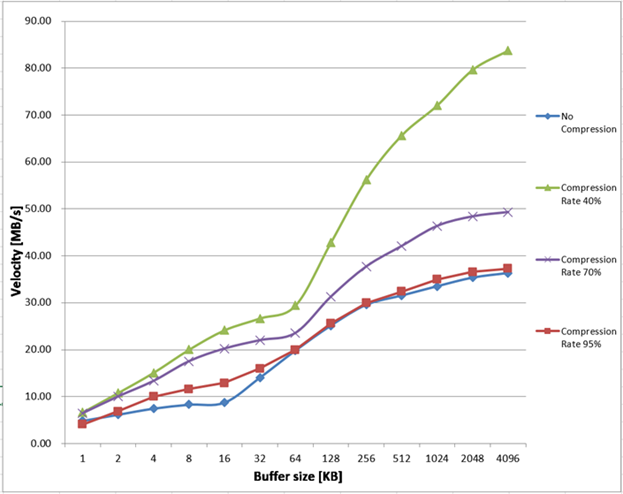 90.00
80.00
70.00
60.00
50.00
40.00
30.00
20.00
10.00
0.00
Velocity [MB/s]
1 2 4 8 16 32 64 128 256 512 1024 2048 4096
Buffer size [KB]
No
Compression
Compression
Rate 40%
Compression
Rate 70%
Compression
Rate 95%